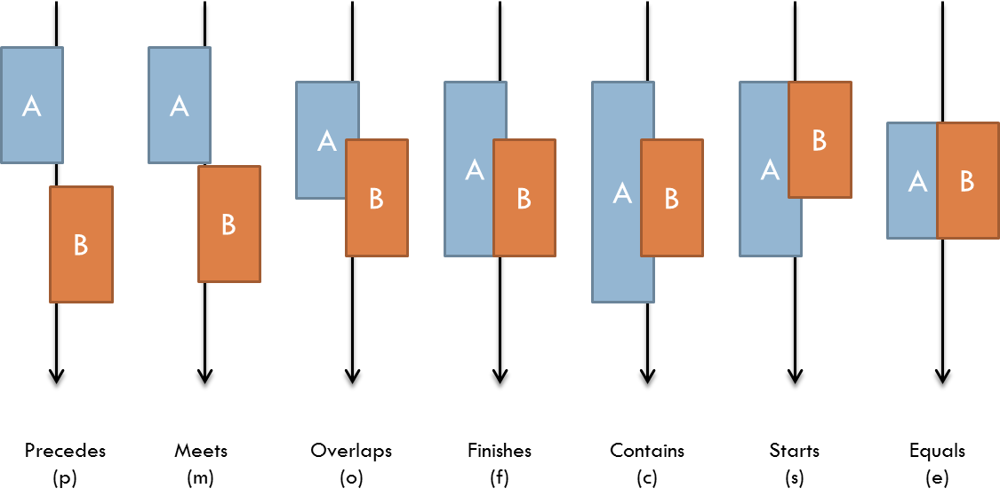 A
B
Precedes
(p)
A
B
Meets
(m)
A
B
Overlaps
(o)
A
B
Finishes
(f)
A
B
Contains
(c)
A
B
Starts
(s)
A
B
Equals
(e)